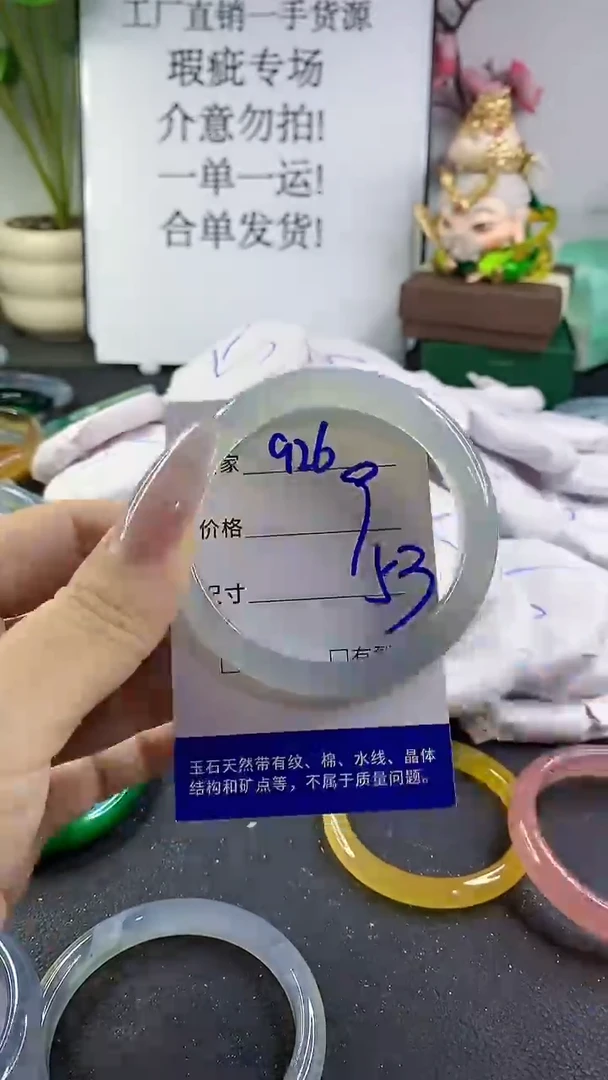 工厂直销一手货源
瑕疵专场
介意勿拍!
一单一运!
合单发货!
家 926
价格
尺寸 53
玉石天然带有纹、棉、水线、晶体
结构和矿点等，不属于质量问题。